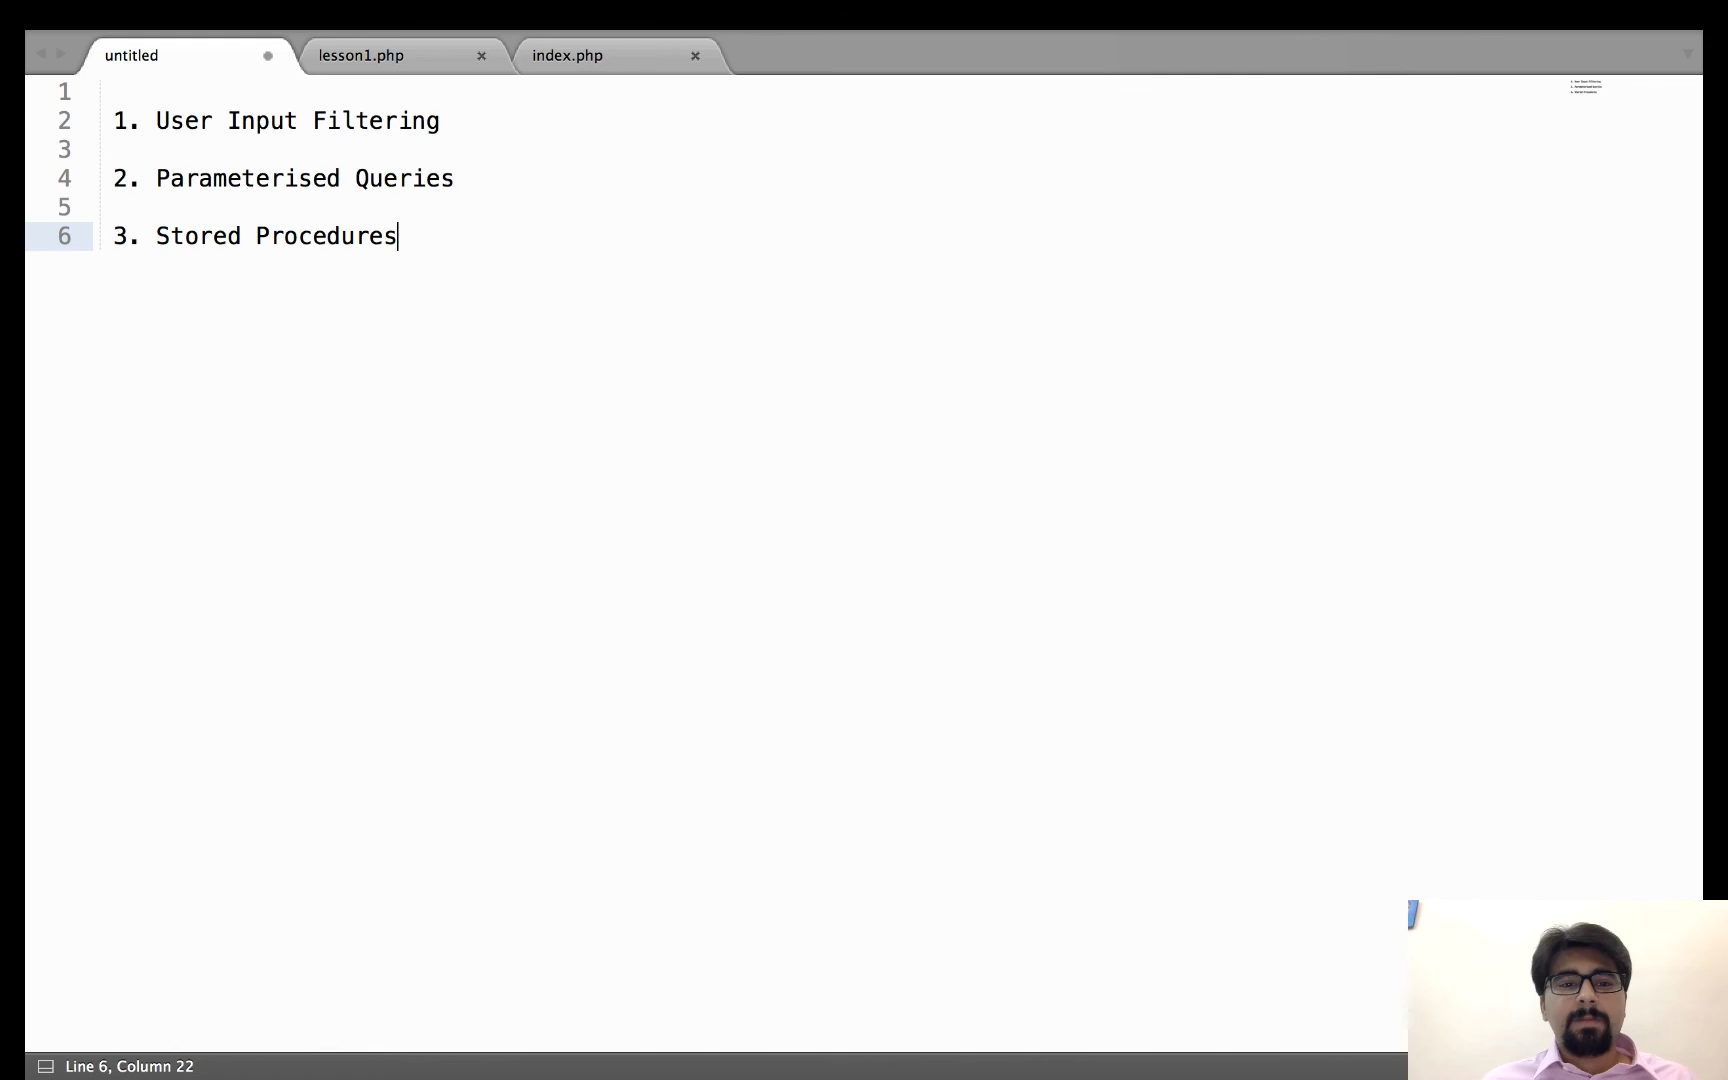 untitled
lesson1.php
index.php
1
2 1. User Input Filtering
3
4 2. Parameterised Queries
5
6 3. Stored Procedures
Line 6, Column 22